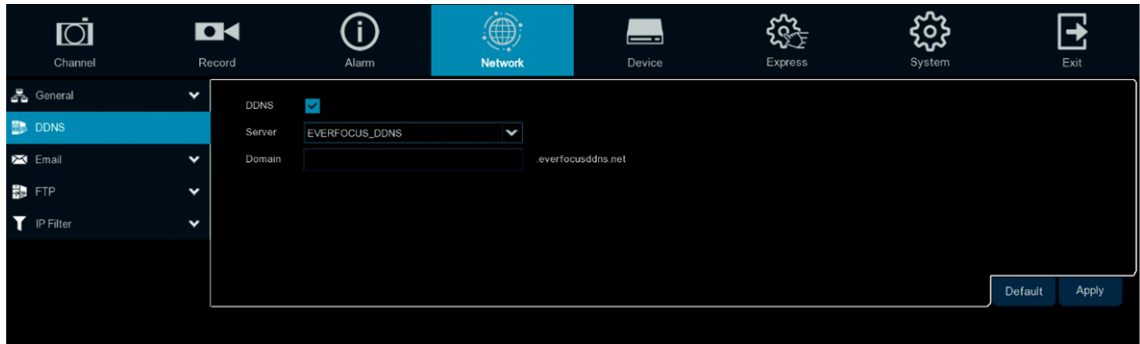 Channel Record Alarm Network Device Express System Exit
General
DDNS
Email
FTP
IP Filter
DDNS
Server EVERFOCUS_DDNS
Domain .everfocusddns.net
Default Apply